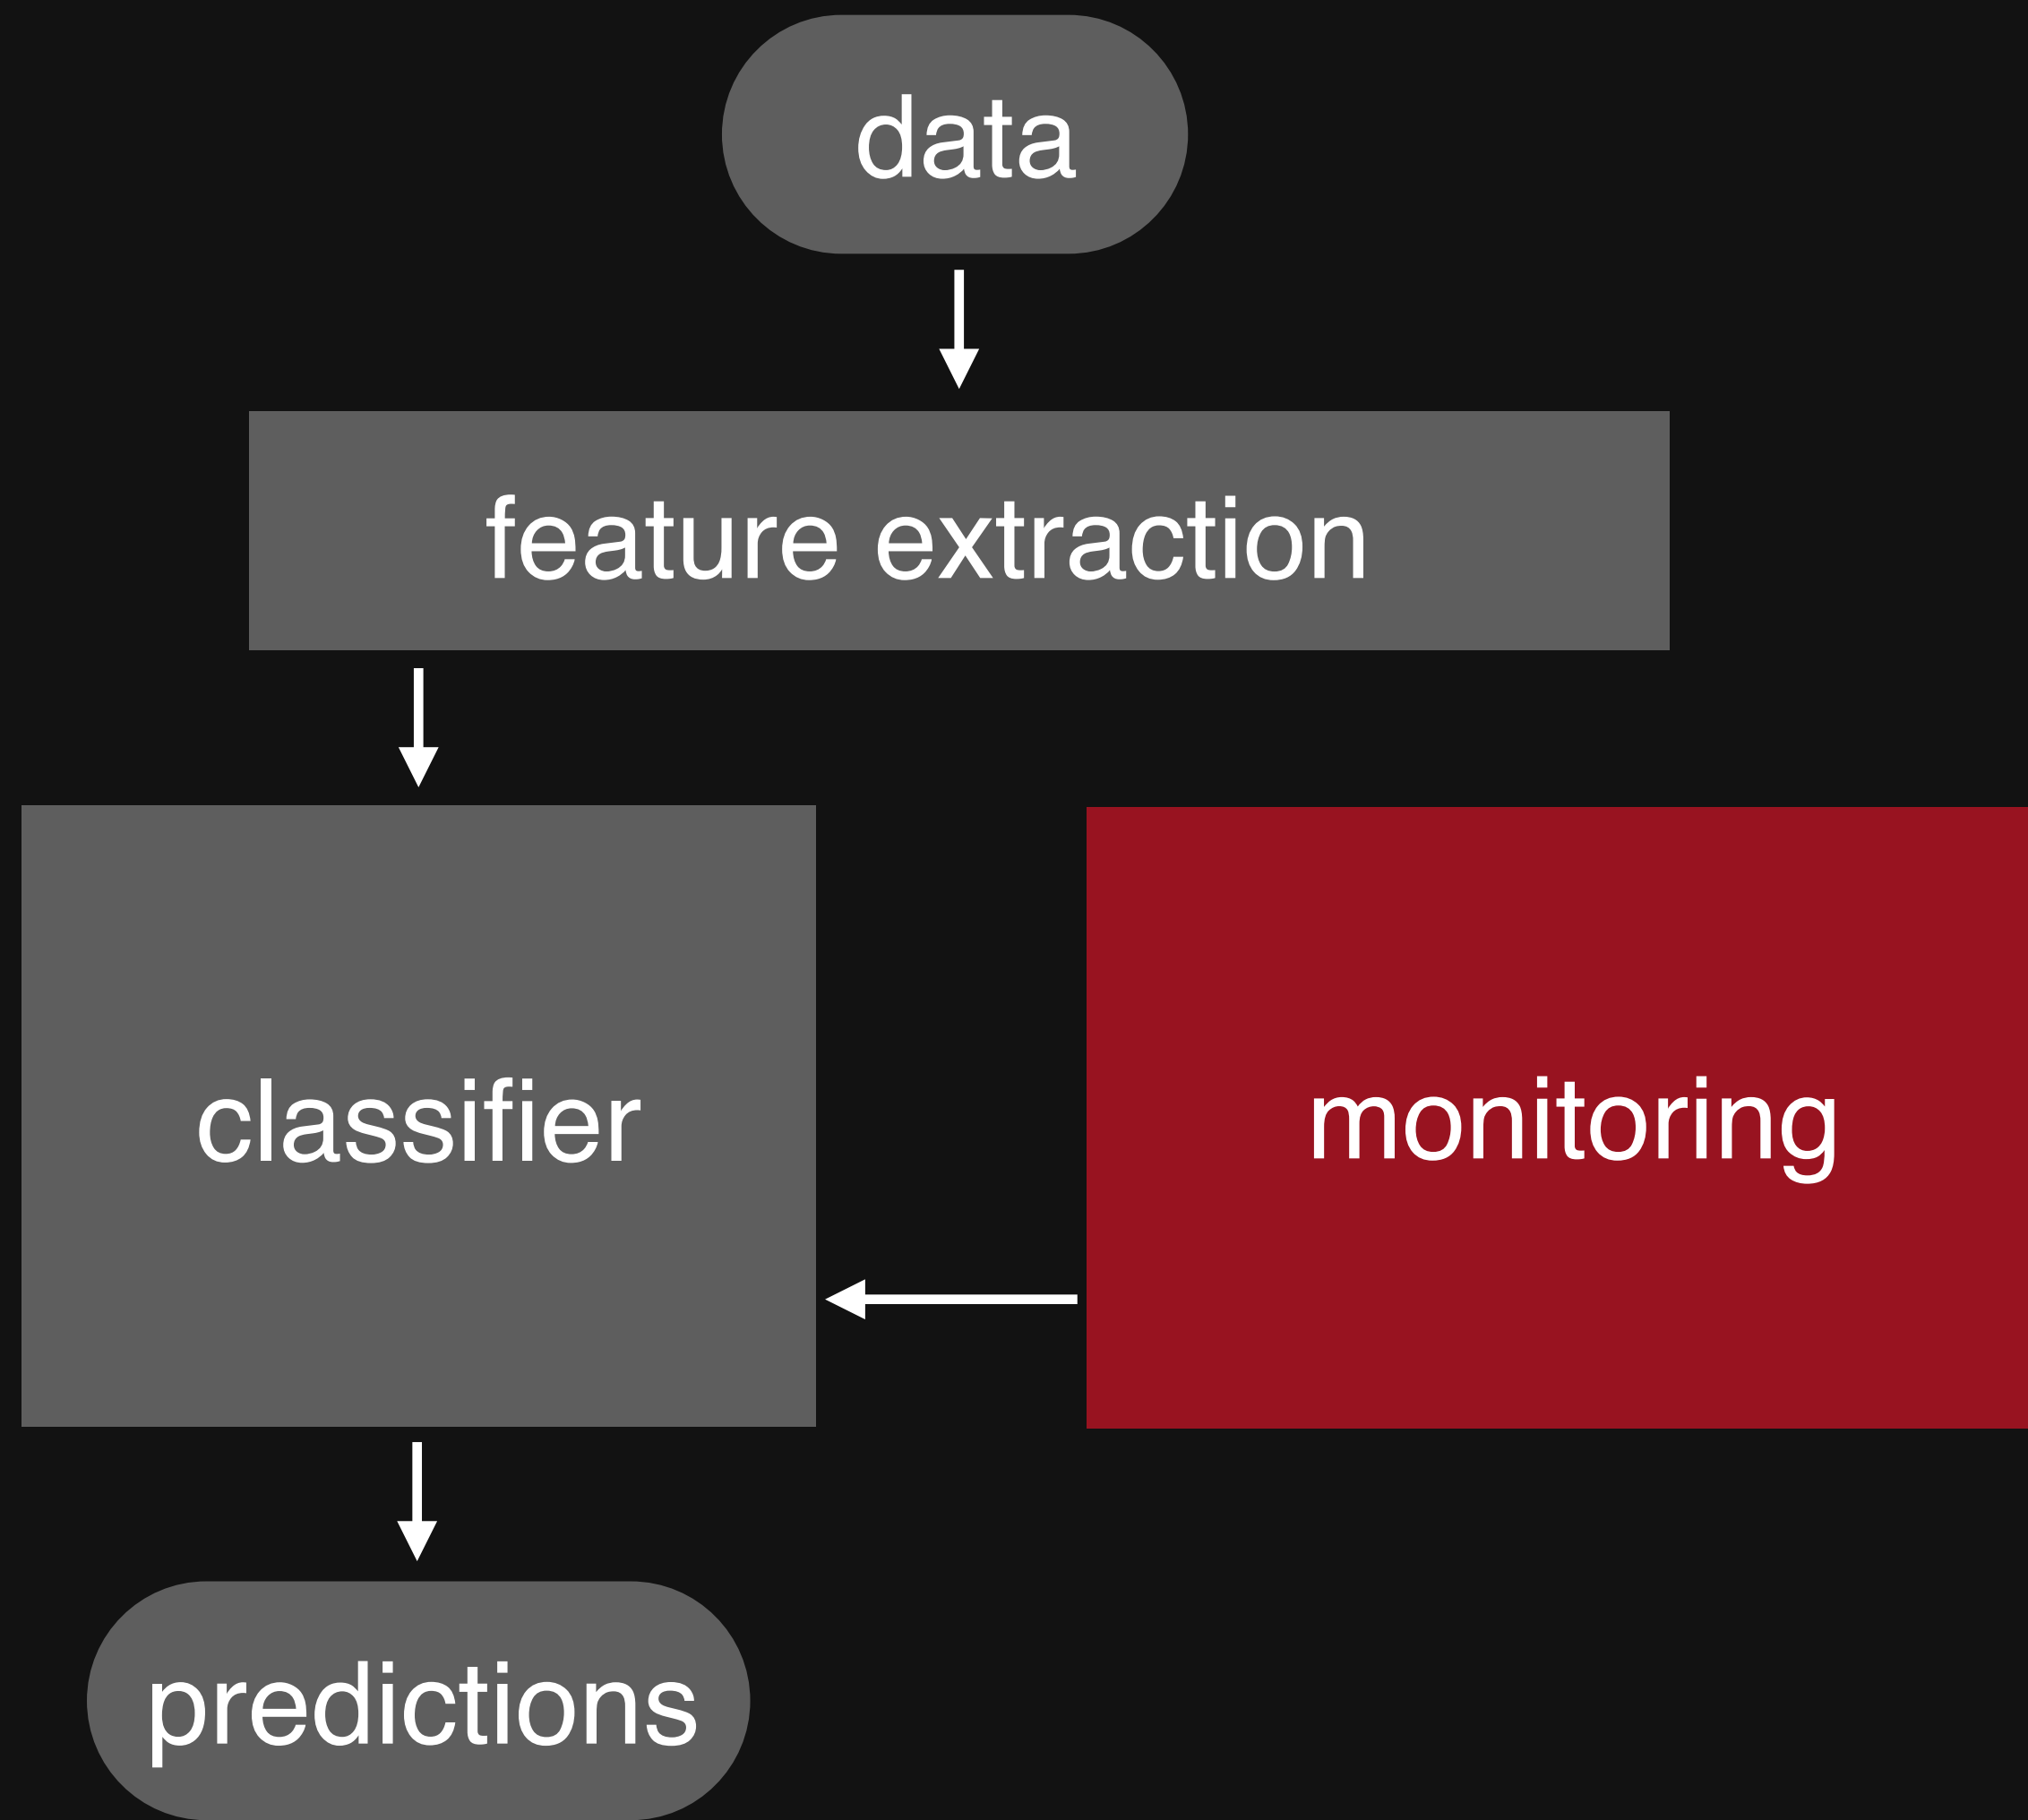 data
feature extraction
classifier
monitoring
predictions